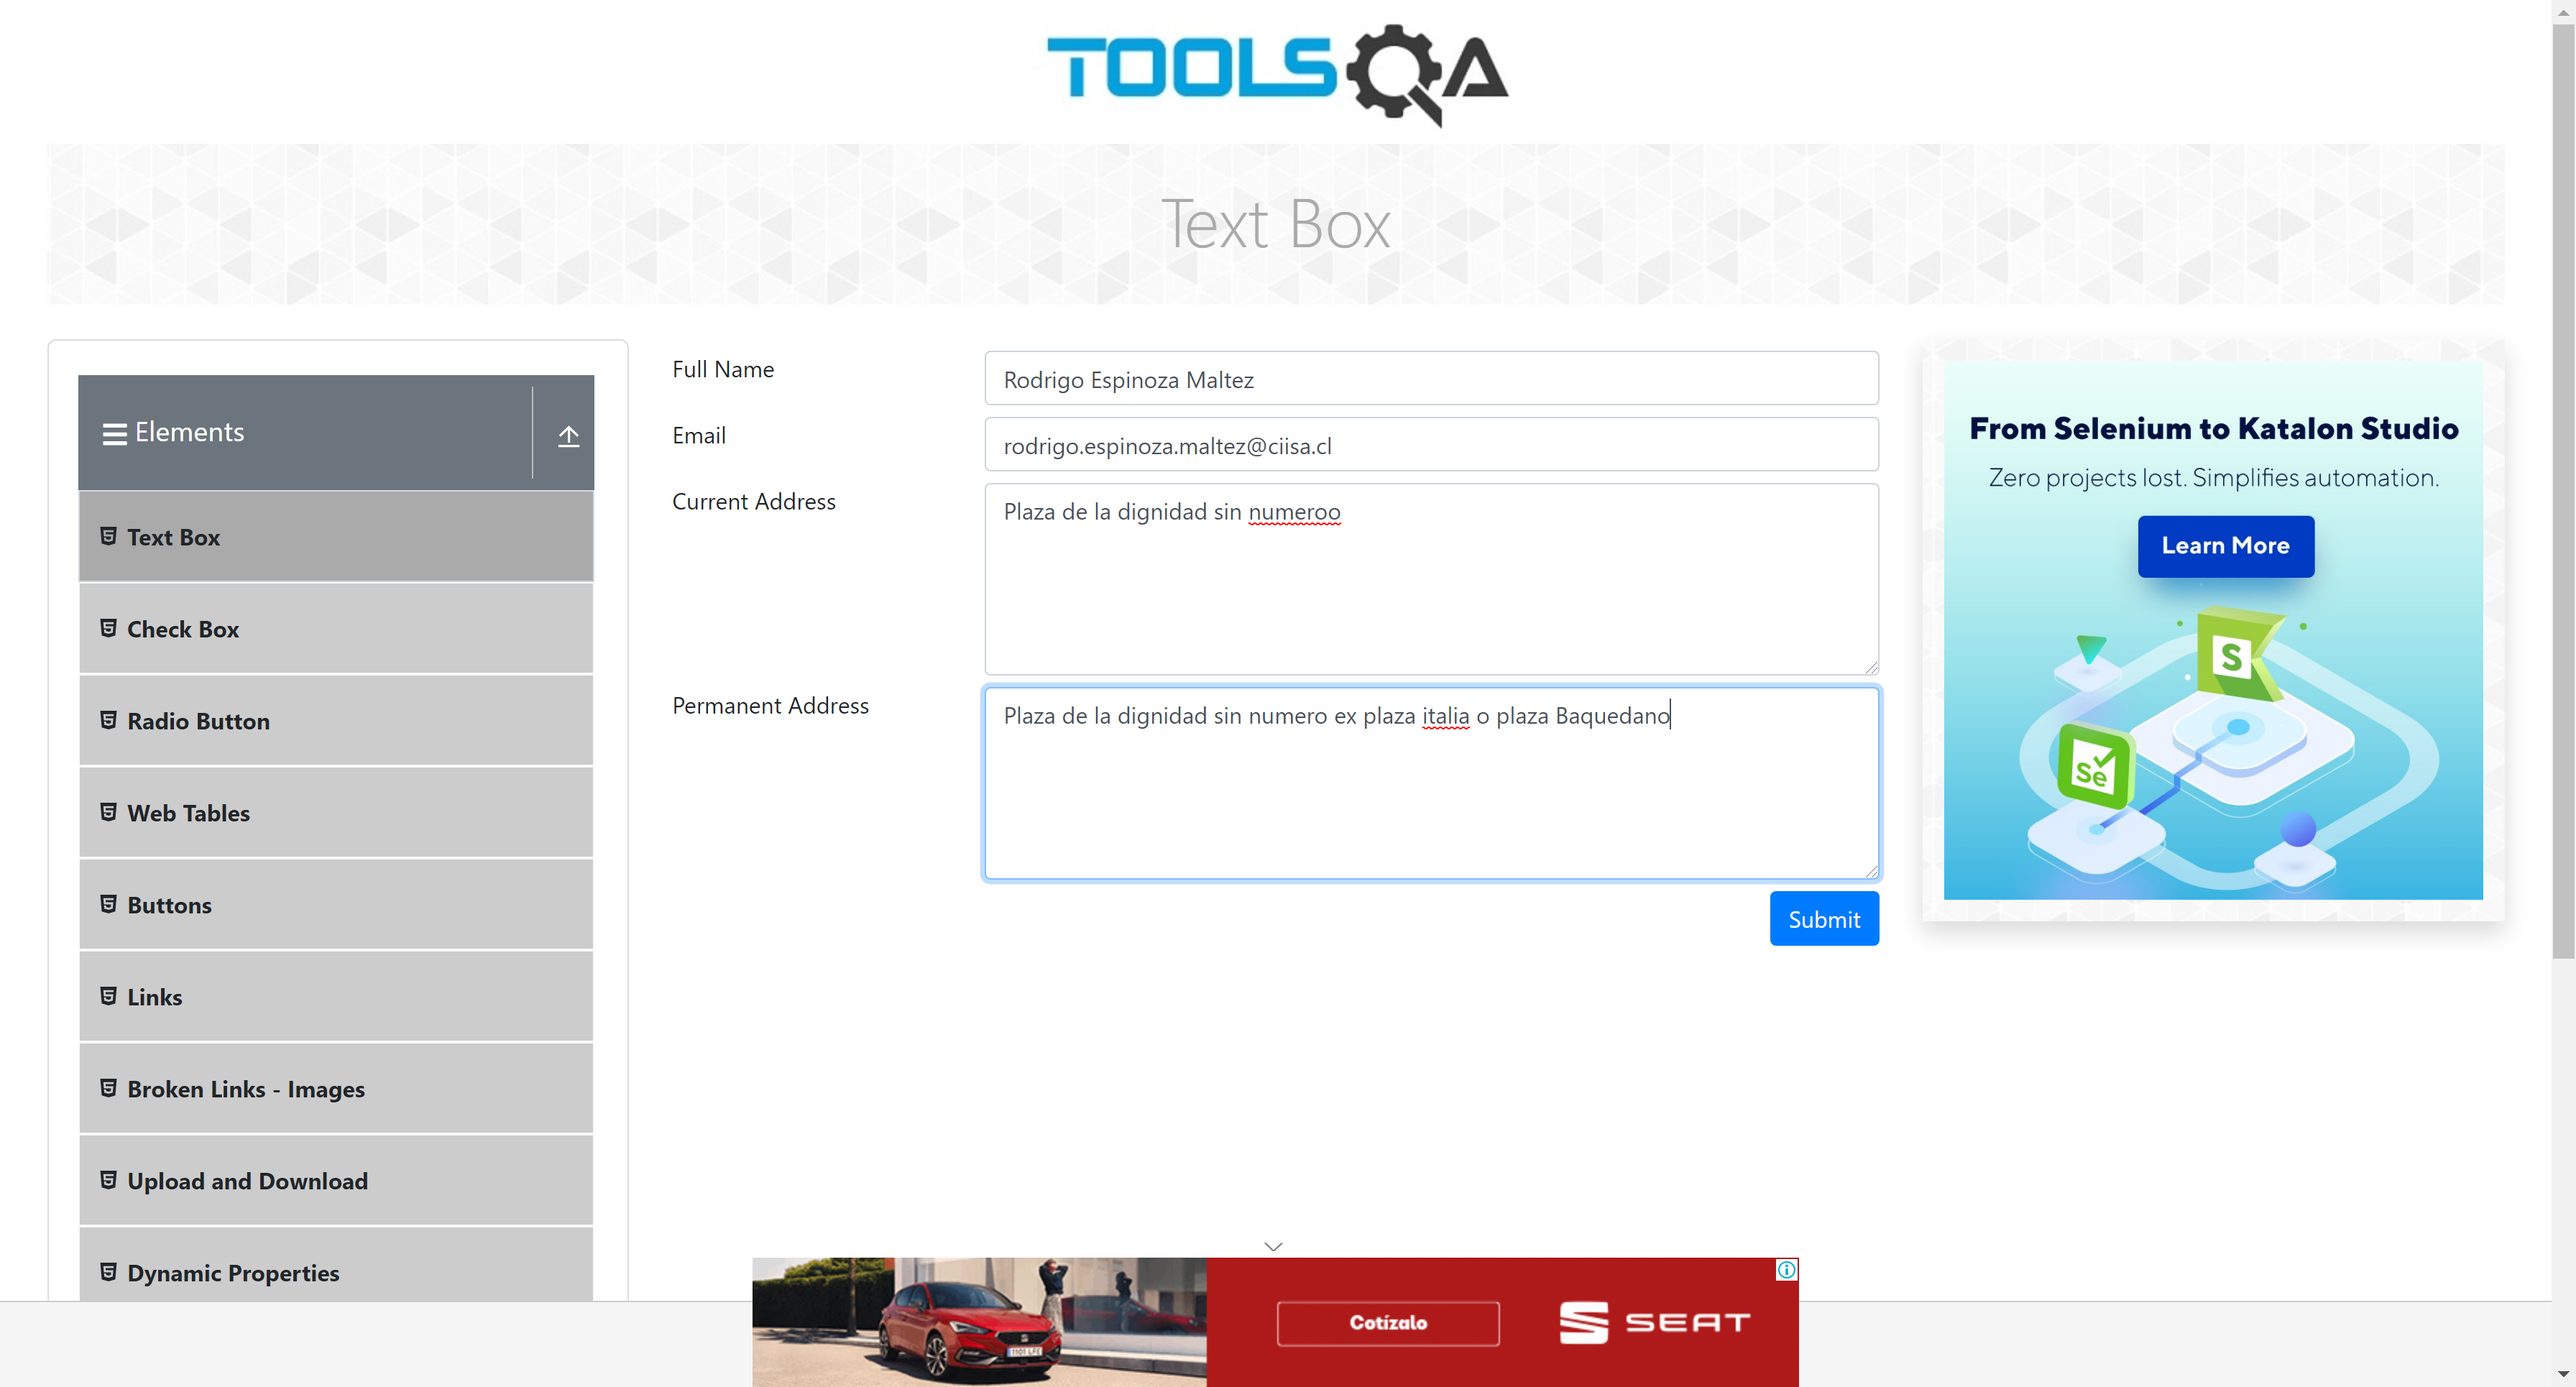 TOOLSQA
Text Box
Elements
Text Box
Check Box
Radio Button
Web Tables
Buttons
Links
Broken Links - Images
Upload and Download
Dynamic Properties
Full Name
Rodrigo Espinoza Maltez
Email
rodrigo.espinoza.maltez@ciisa.cl
Current Address
Plaza de la dignidad sin numeroo
Permanent Address
Plaza de la dignidad sin numero ex plaza italia o plaza Baquedano
Submit
From Selenium to Katalon Studio
Zero projects lost. Simplifies automation.
Learn More
S
Se
Cotízalo
SEAT